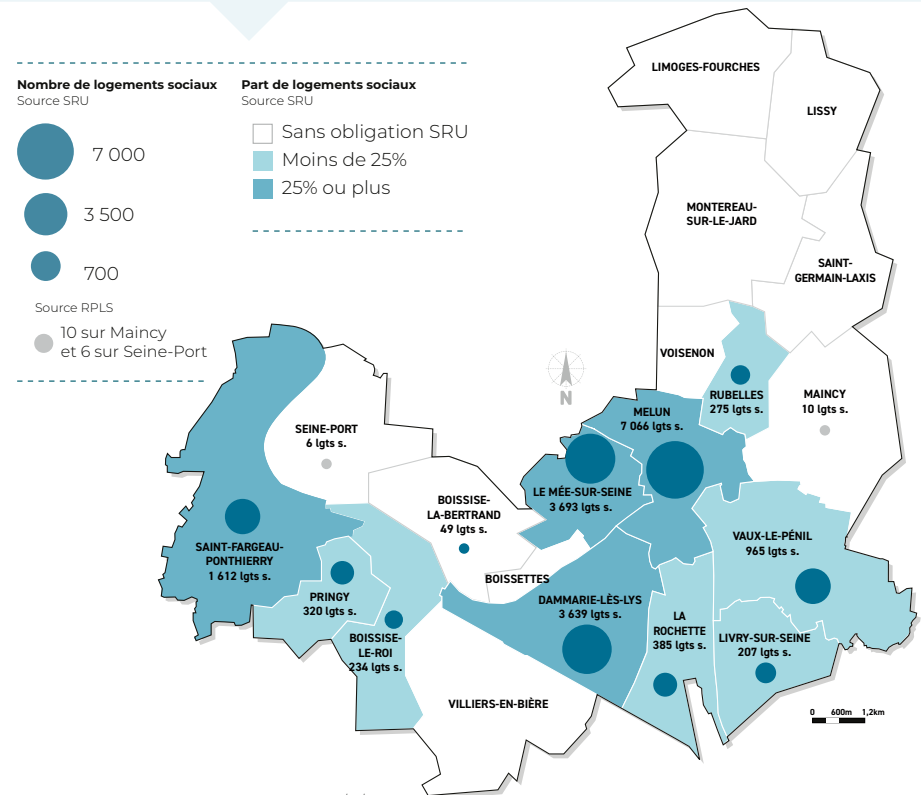 Nombre de logements sociaux
Source SRU
7 000
3 500
700
Source RPLS
10 sur Maincy
et 6 sur Seine-Port
Part de logements sociaux
Source SRU
Sans obligation SRU
Moins de 25%
25% ou plus
LIMOGES-FOURCHES
LISSY
MONTEREAU-
SUR-LE-JARD
SAINT-
GERMAIN-LAXIS
VOISENON
RUBELLES
275 lgts s.
MAINCY
10 lgts s.
N
MELUN
7 066 lgts s.
SEINE-PORT
6 lgts s.
LE MÉE-SUR-SEINE
3 693 lgts s.
BOISSISE-
LA-BERTRAND
49 lgts s.
VAUX-LE-PÉNIL
965 lgts s.
SAINT-FARGEAU-
PONTHIERRY
1 612 lgts s.
BOISSETTES
PRINGY
320 lgts s.
DAMMARIE-LÈS-LYS
3 639 lgts s.
LA
ROCHETTE
385 lgts s.
LIVRY-SUR-SEINE
207 lgts s.
BOISSISE-
LE-ROI
234 lgts s.
VILLIERS-EN-BIÈRE
0 600m 1,2km